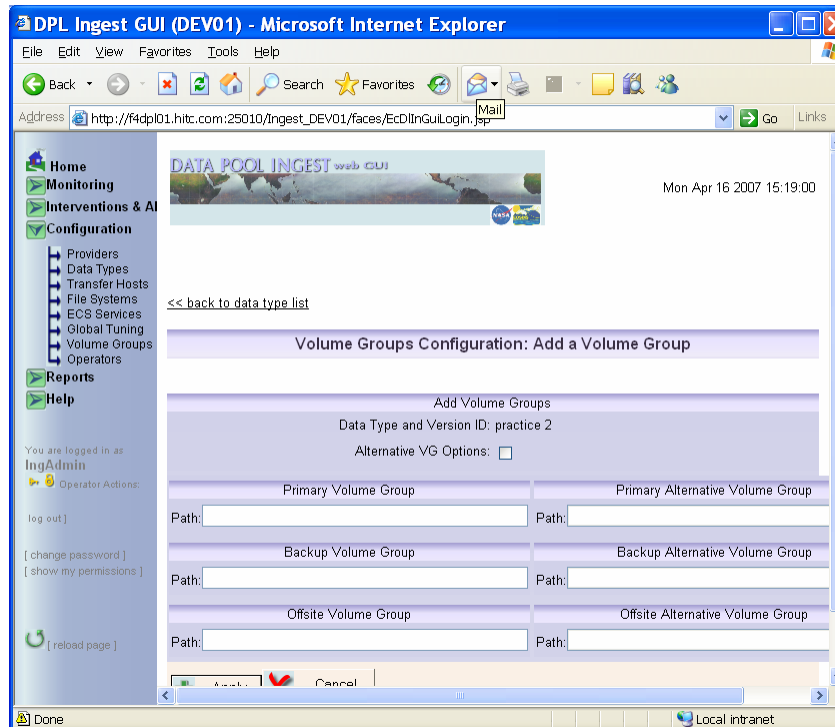 DPL Ingest GUI (DEV01) - Microsoft Internet Explorer
File Edit View Favorites Tools Help
Back Search Favorites
Mail
Address http://f4dpl01.hitc.com:25010/Ingest_DEV01/faces/EcDlInGuiLogin.jsp Go Links
Home
Monitoring
Interventions & Al
Configuration
Providers
Data Types
Transfer Hosts
File Systems
ECS Services
Global Tuning
Volume Groups
Operators
Reports
Help
You are logged in as
IngAdmin
Operator Actions:
log out ]
[ change password ]
[ show my permissions ]
[ reload page ]
DATA POOL INGEST web GUI
NASA
Mon Apr 16 2007 15:19:00
<< back to data type list
Volume Groups Configuration: Add a Volume Group
Add Volume Groups
Data Type and Version ID: practice 2
Alternative VG Options:
Primary Volume Group Primary Alternative Volume Group
Path: Path:
Backup Volume Group Backup Alternative Volume Group
Path: Path:
Offsite Volume Group Offsite Alternative Volume Group
Path: Path:
Apply Cancel
Done Local intranet